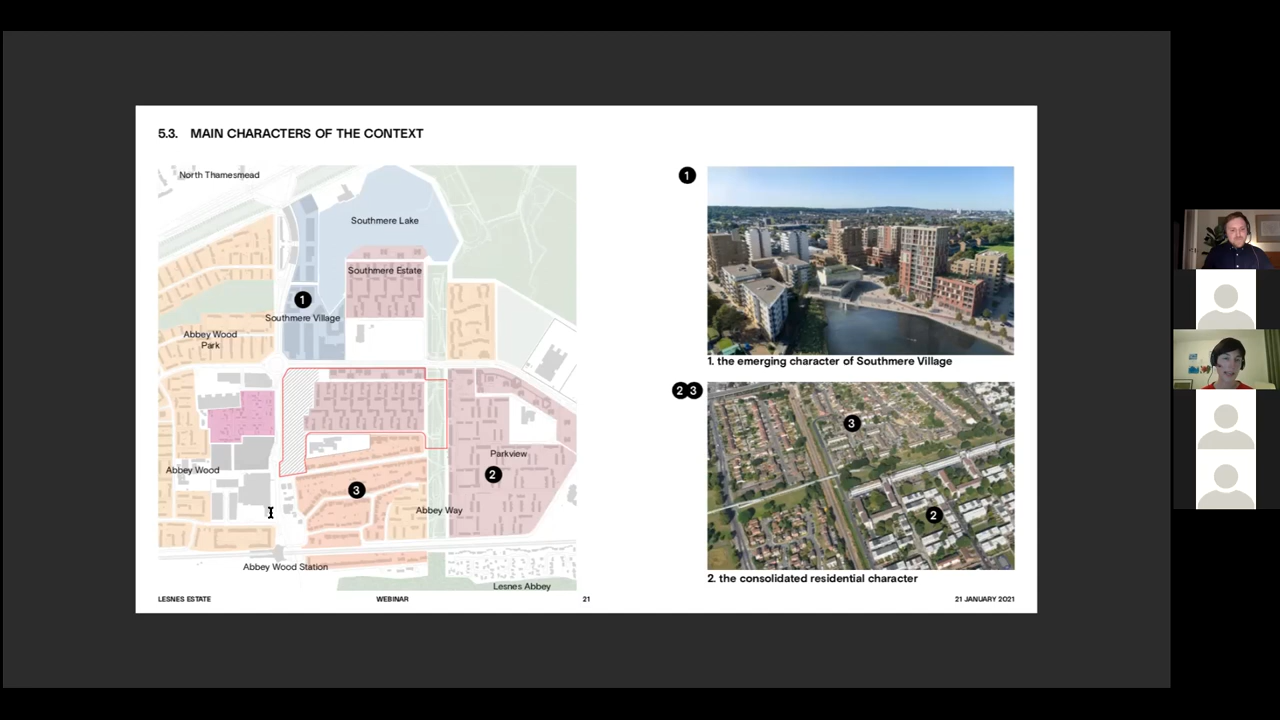 5.3. MAIN CHARACTERS OF THE CONTEXT
North Thamesmead
Southmere Lake
Southmere Estate
1
Southmere Village
Abbey Wood
Park
Parkview
2
Abbey Wood
3
Abbey Way
Abbey Wood Station
Lesnes Abbey
1
1. the emerging character of Southmere Village
2 3
3
2
2. the consolidated residential character
LESNES ESTATE
WEBINAR
21
21 JANUARY 2021